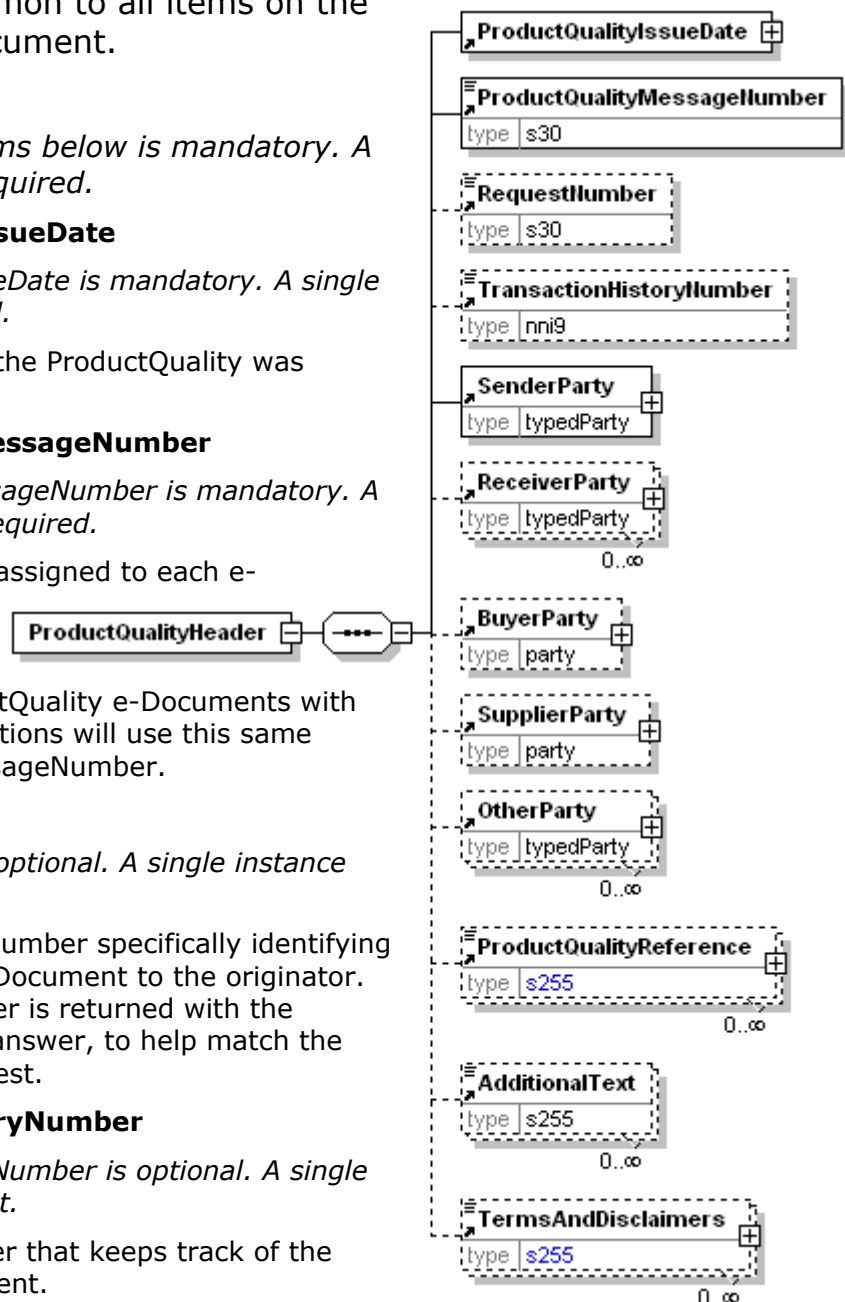 mon to all items on the
cument.
ms below is mandatory. A
quired.
sueDate
eDate is mandatory. A single
.
the ProductQuality was
essageNumber
sageNumber is mandatory. A
equired.
assigned to each e-
tQuality e-Documents with
tions will use this same
sageNumber.
optional. A single instance
umber specifically identifying
Document to the originator.
er is returned with the
answer, to help match the
est.
ryNumber
Number is optional. A single
t.
er that keeps track of the
ent.
ProductQualityHeader
ProductQualityIssueDate
ProductQualityMessageNumber
type s30
RequestNumber
type s30
TransactionHistoryNumber
type nni9
SenderParty
type typedParty
ReceiverParty
type typedParty
0..∞
BuyerParty
type party
SupplierParty
type party
OtherParty
type typedParty
0..∞
ProductQualityReference
type s255
0..∞
AdditionalText
type s255
0..∞
TermsAndDisclaimers
type s255
0..∞